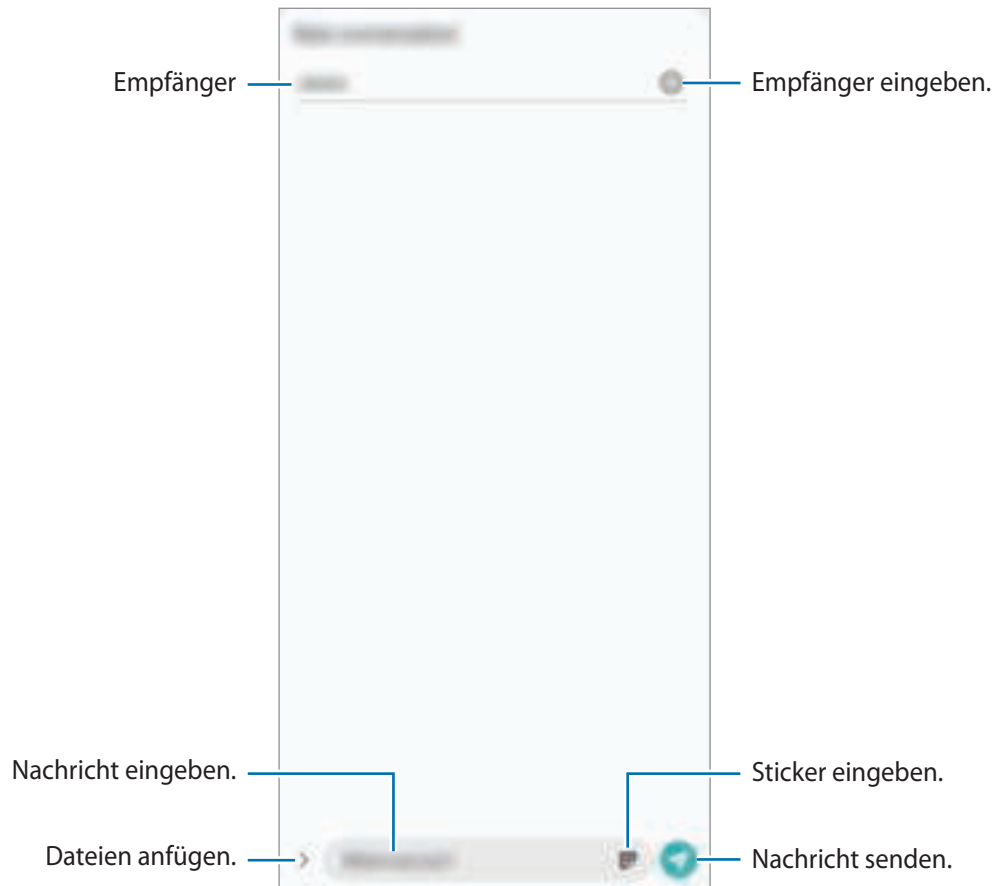 Empfänger
Empfänger eingeben.
Nachricht eingeben.
Sticker eingeben.
Dateien anfügen.
Nachricht senden.